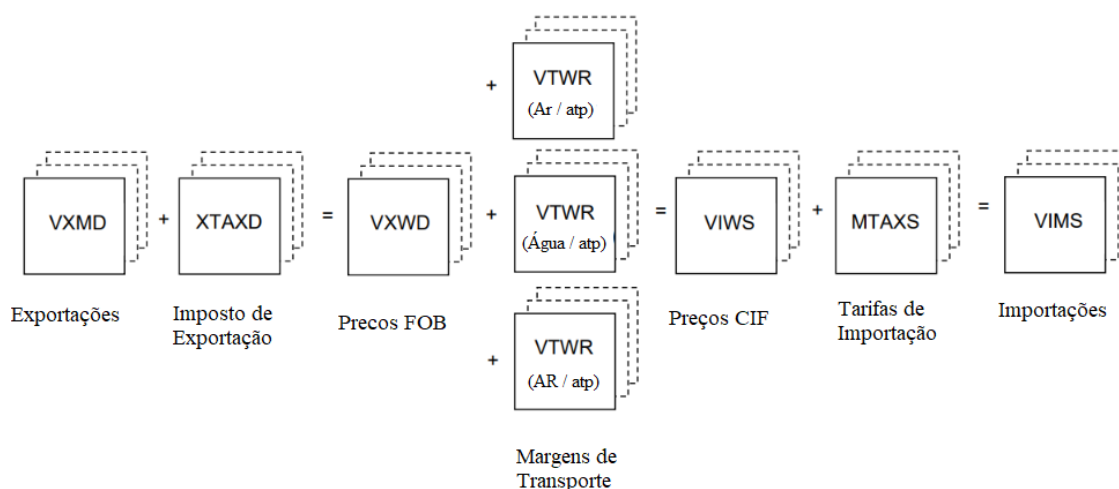 +
VTWR
(Ar / atp)
VXMD
+
XTAXD
=
VXWD
+
VTWR
(Água / atp)
=
VIWS
+
MTAXS
=
VIMS
Exportações
Imposto de
Exportação
Precos FOB
Preços CIF
Tarifas de
Importação
Importações
+
VTWR
(AR / atp)
Margens de
Transporte